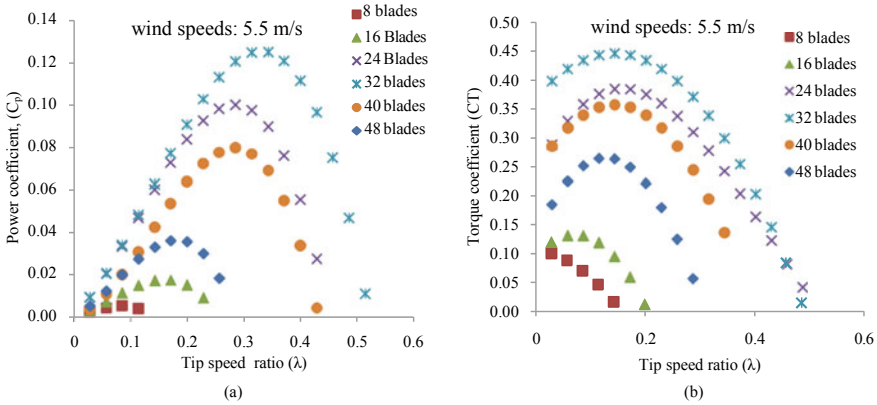 wind speeds: 5.5 m/s
Power coefficient, (Cp)
0.14
0.12
0.10
0.08
0.06
0.04
0.02
0.00
0 0.1 0.2 0.3 0.4 0.5 0.6
Tip speed ratio (λ)
8 blades
16 Blades
24 Blades
32 blades
40 blades
48 blades
(a)
wind speeds: 5.5 m/s
Torque coefficient (CT)
0.50
0.45
0.40
0.35
0.30
0.25
0.20
0.15
0.10
0.05
0.00
0 0.2 0.4 0.6
Tip speed ratio (λ)
8 blades
16 blades
24 blades
32 blades
40 blades
48 blades
(b)